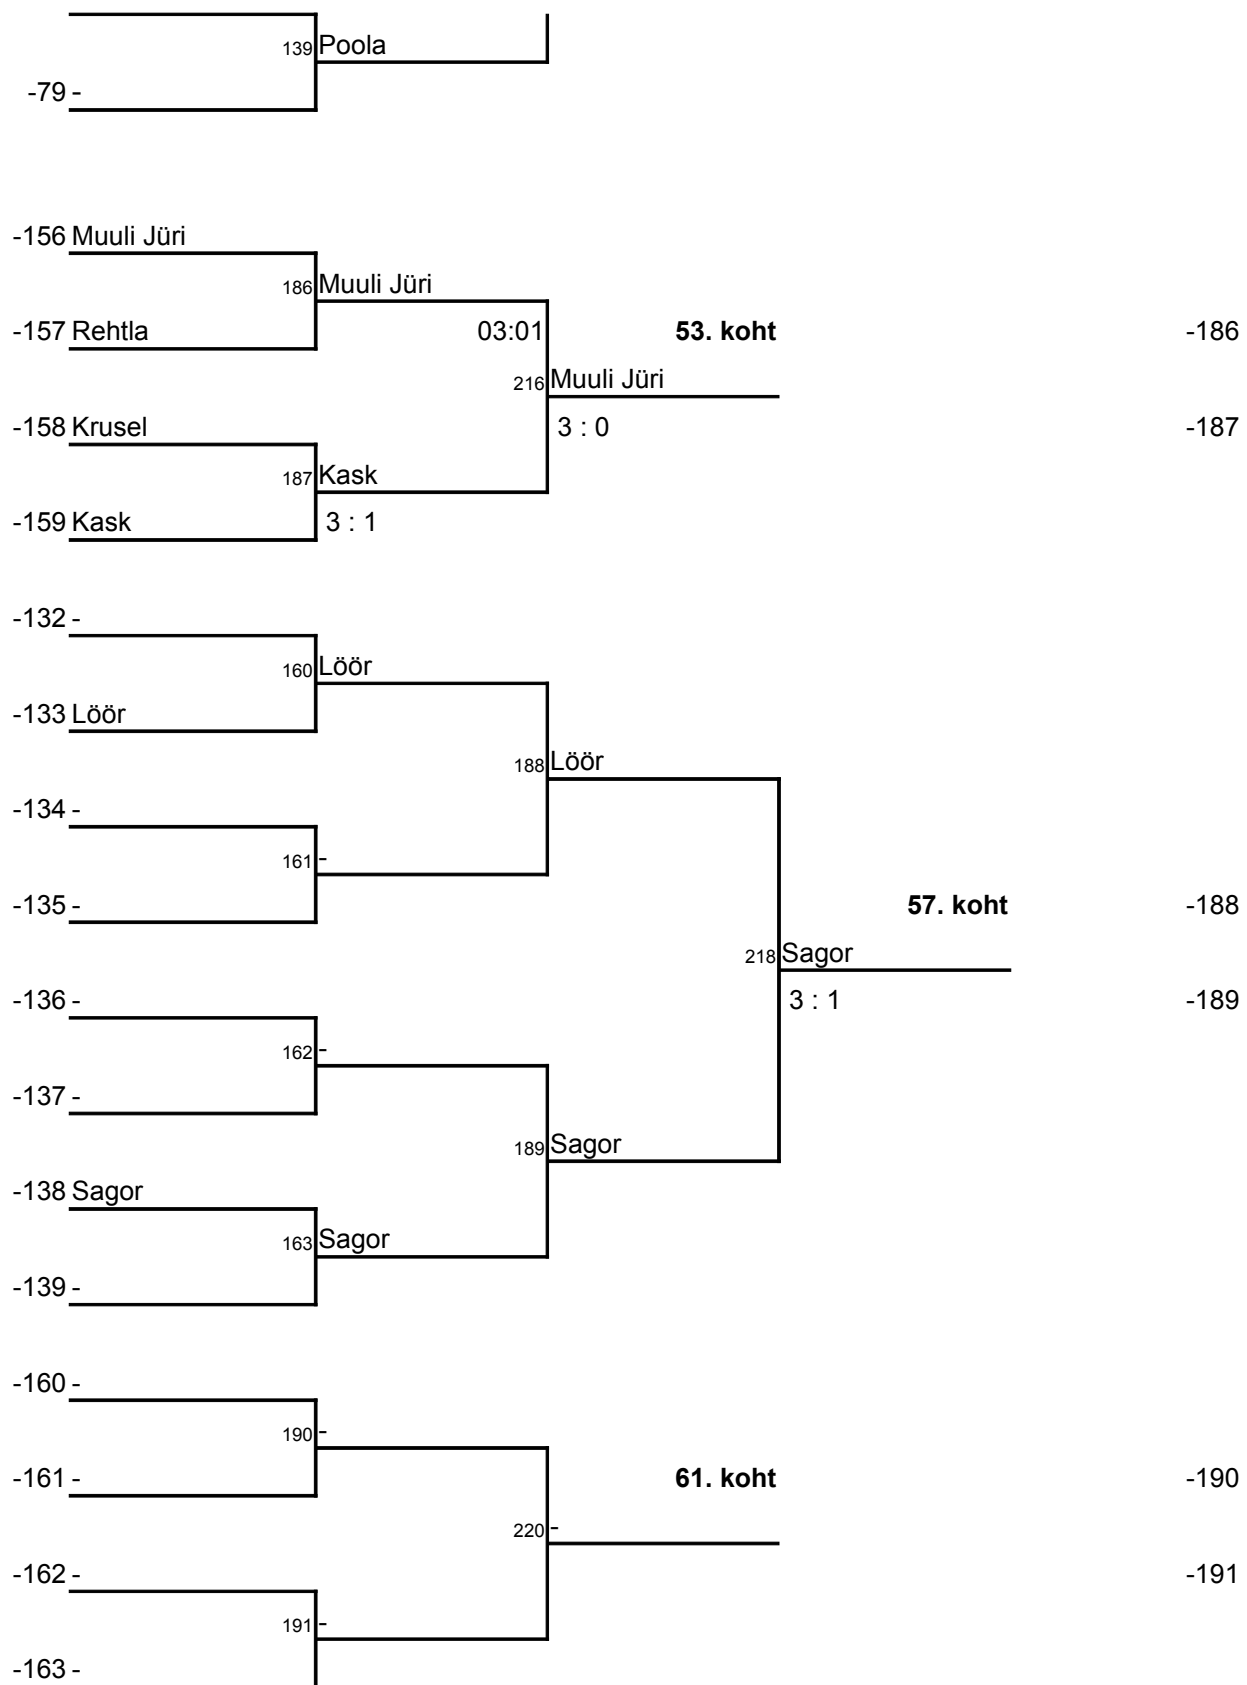 139 Poola
-79 -
-156 Muuli Jüri
186 Muuli Jüri
-157 Rehtla 03:01 53. koht -186
216 Muuli Jüri
-158 Krusel 3 : 0 -187
187 Kask
-159 Kask 3 : 1
-132 -
160 Löör
-133 Löör
188 Löör
-134 -
161 -
-135 - 57. koht -188
218 Sagor
-136 - 3 : 1 -189
162 -
-137 -
189 Sagor
-138 Sagor
163 Sagor
-139 -
-160 -
190 -
-161 - 61. koht -190
220 -
-162 - -191
191 -
-163 -